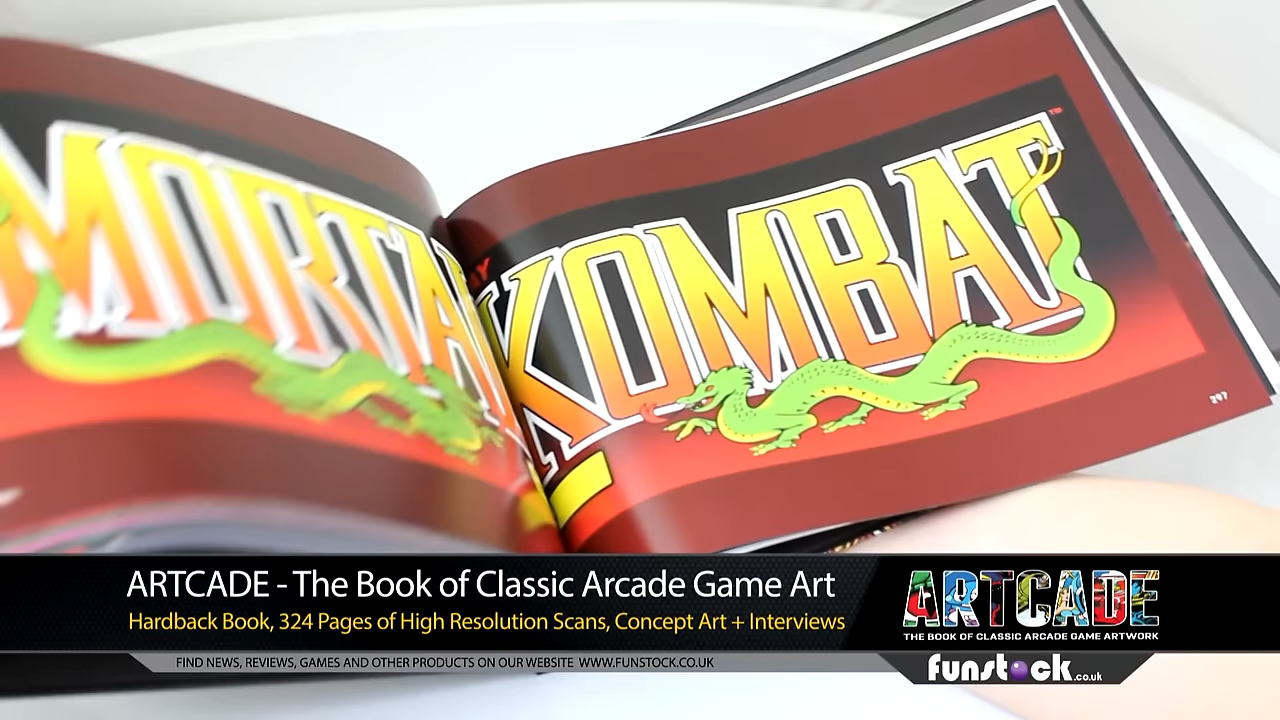 MORTAL KOMBAT™
297
ARTCADE - The Book of Classic Arcade Game Art
Hardback Book, 324 Pages of High Resolution Scans, Concept Art + Interviews
FIND NEWS, REVIEWS, GAMES AND OTHER PRODUCTS ON OUR WEBSITE WWW.FUNSTOCK.CO.UK
ARTCADE
THE BOOK OF CLASSIC ARCADE GAME ARTWORK
funstock.co.uk